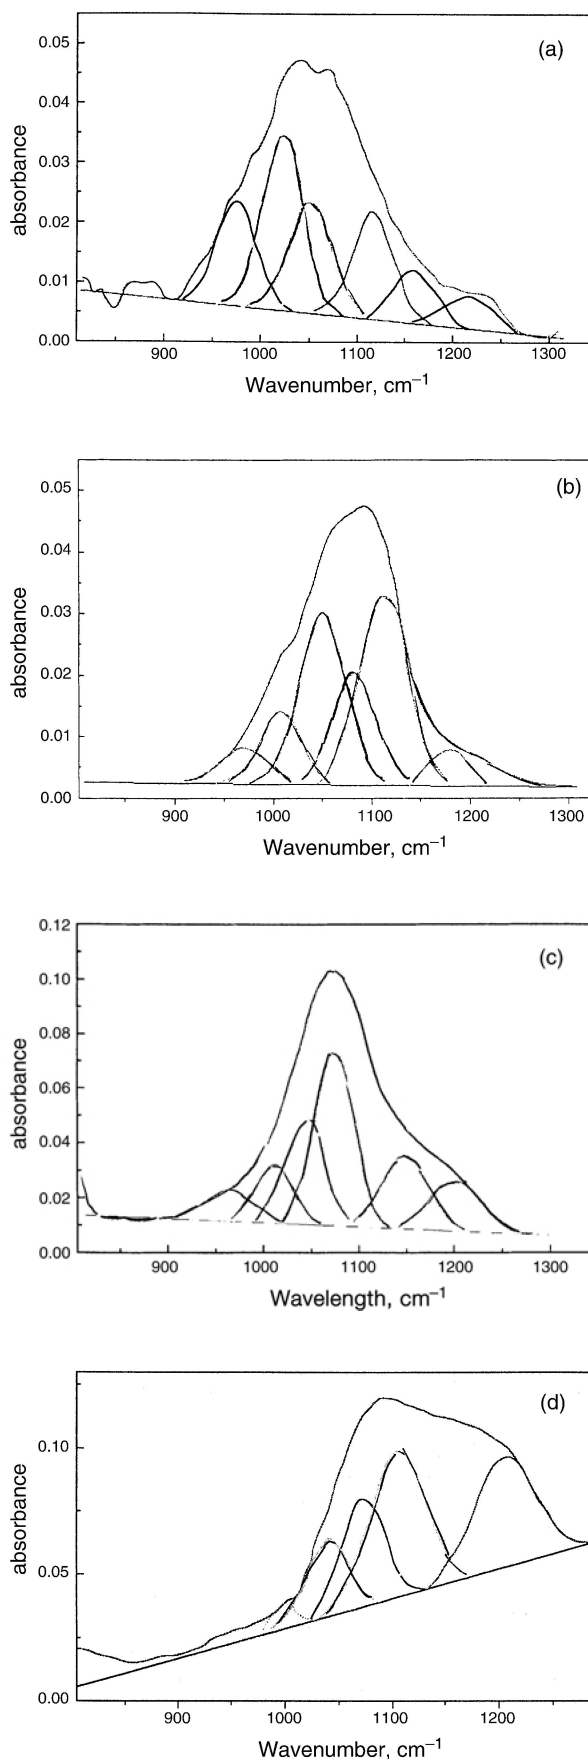 (a)
0.05
0.04
0.03
0.02
0.01
0.00
absorbance
900 1000 1100 1200 1300
Wavenumber, cm⁻¹
(b)
0.05
0.04
0.03
0.02
0.01
0.00
absorbance
900 1000 1100 1200 1300
Wavenumber, cm⁻¹
(c)
0.12
0.10
0.08
0.06
0.04
0.02
0.00
absorbance
900 1000 1100 1200 1300
Wavelength, cm⁻¹
(d)
0.10
0.05
0.00
absorbance
900 1000 1100 1200
Wavenumber, cm⁻¹